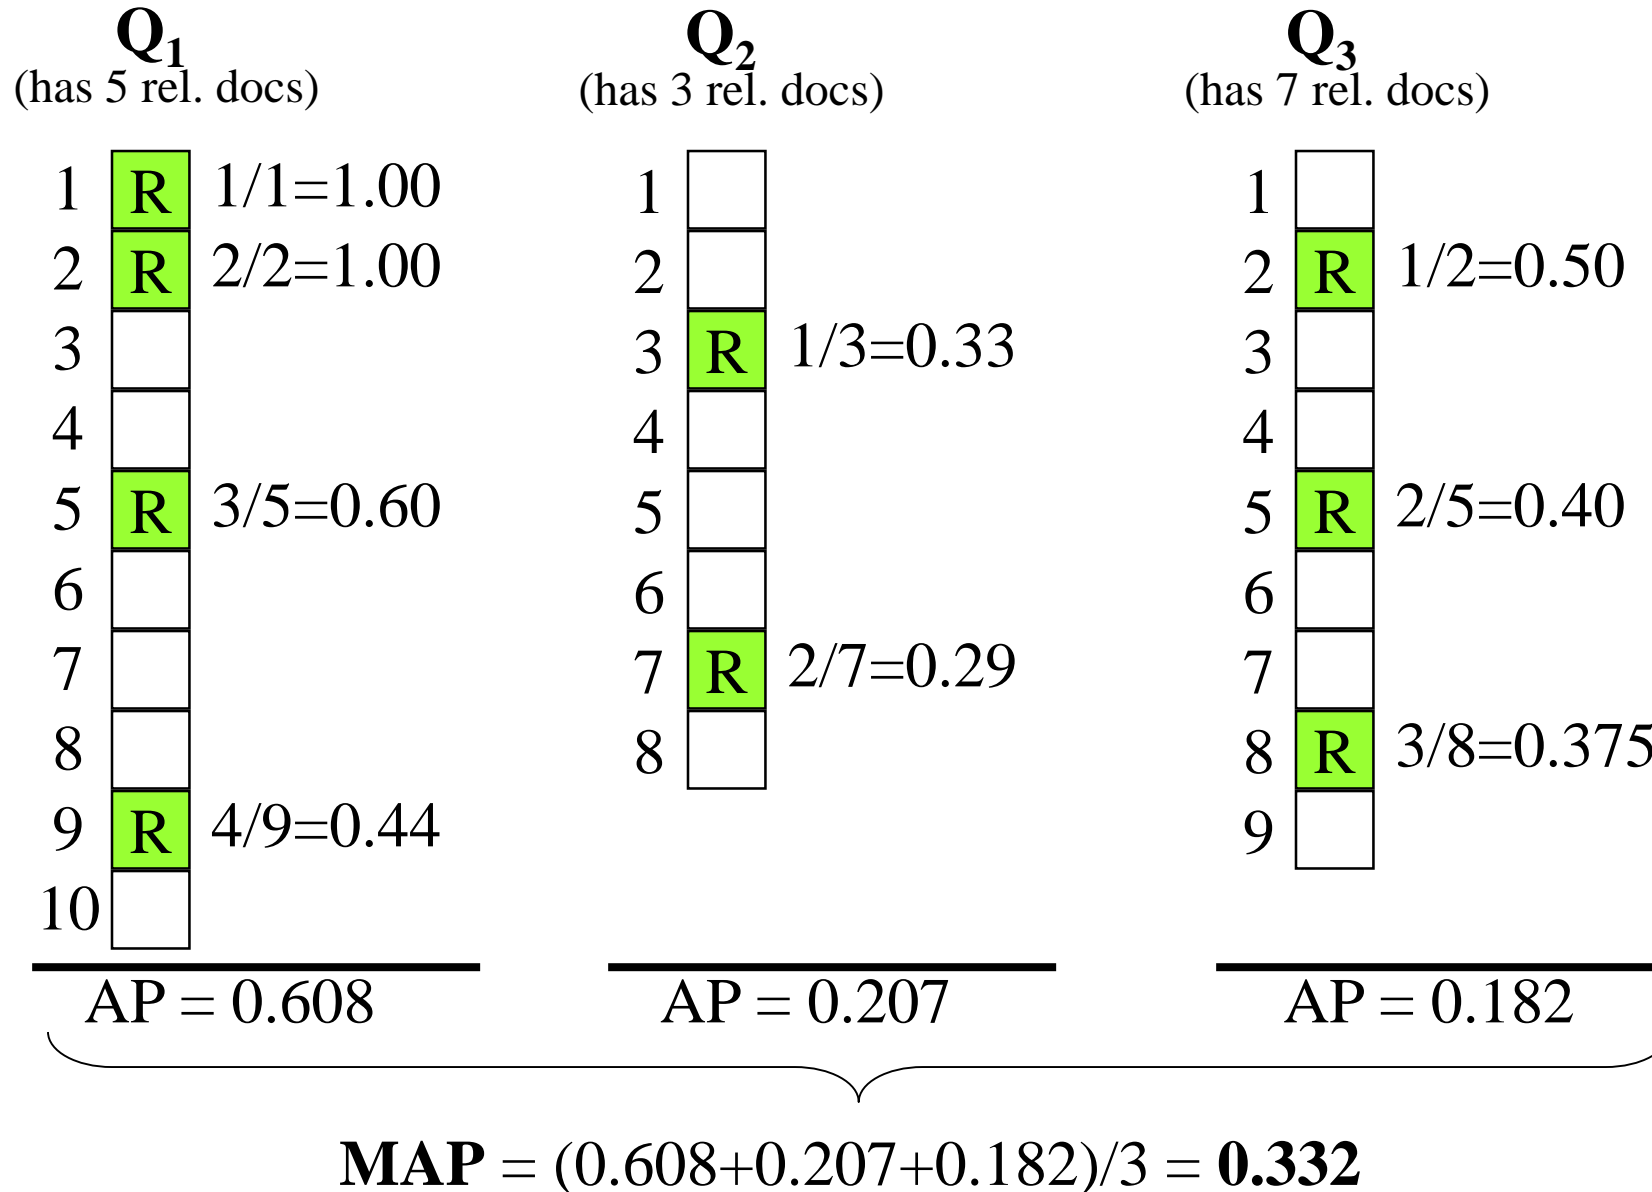 Q1
(has 5 rel. docs)
1 R 1/1=1.00
2 R 2/2=1.00
3
4
5 R 3/5=0.60
6
7
8
9 R 4/9=0.44
10
AP = 0.608
Q2
(has 3 rel. docs)
1
2
3 R 1/3=0.33
4
5
6
7 R 2/7=0.29
8
AP = 0.207
Q3
(has 7 rel. docs)
1
2 R 1/2=0.50
3
4
5 R 2/5=0.40
6
7
8 R 3/8=0.375
9
AP = 0.182
MAP = (0.608+0.207+0.182)/3 = 0.332